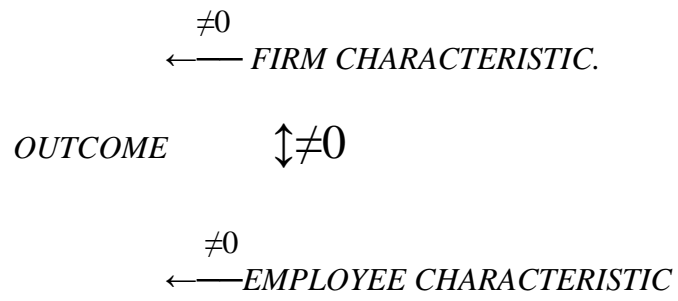 ≠0
←── FIRM CHARACTERISTIC.
OUTCOME ↕≠0
≠0
←──EMPLOYEE CHARACTERISTIC